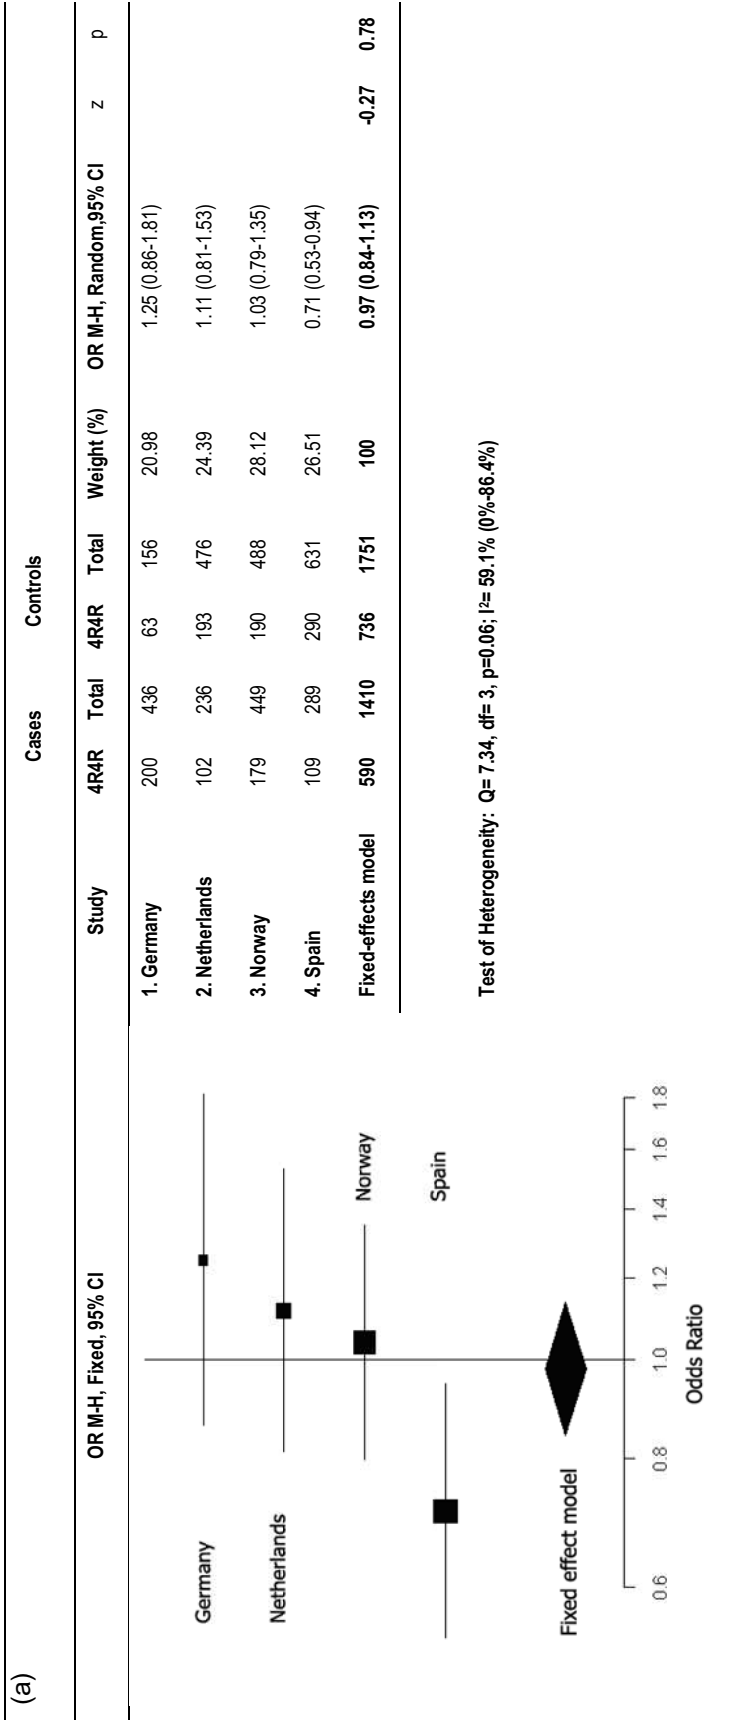 (a)
Cases Controls
OR M-H, Fixed, 95% CI Study 4R4R Total 4R4R Total Weight (%) OR M-H, Random,95% CI z p
Germany 1. Germany 200 436 63 156 20.98 1.25 (0.86-1.81)
Netherlands 2. Netherlands 102 236 193 476 24.39 1.11 (0.81-1.53)
Norway 3. Norway 179 449 190 488 28.12 1.03 (0.79-1.35)
Spain 4. Spain 109 289 290 631 26.51 0.71 (0.53-0.94)
Fixed-effects model 590 1410 736 1751 100 0.97 (0.84-1.13) -0.27 0.78
Test of Heterogeneity: Q= 7.34, df= 3, p=0.06; I²= 59.1% (0%-86.4%)
Fixed effect model
0.6 0.8 1.0 1.2 1.4 1.6 1.8
Odds Ratio